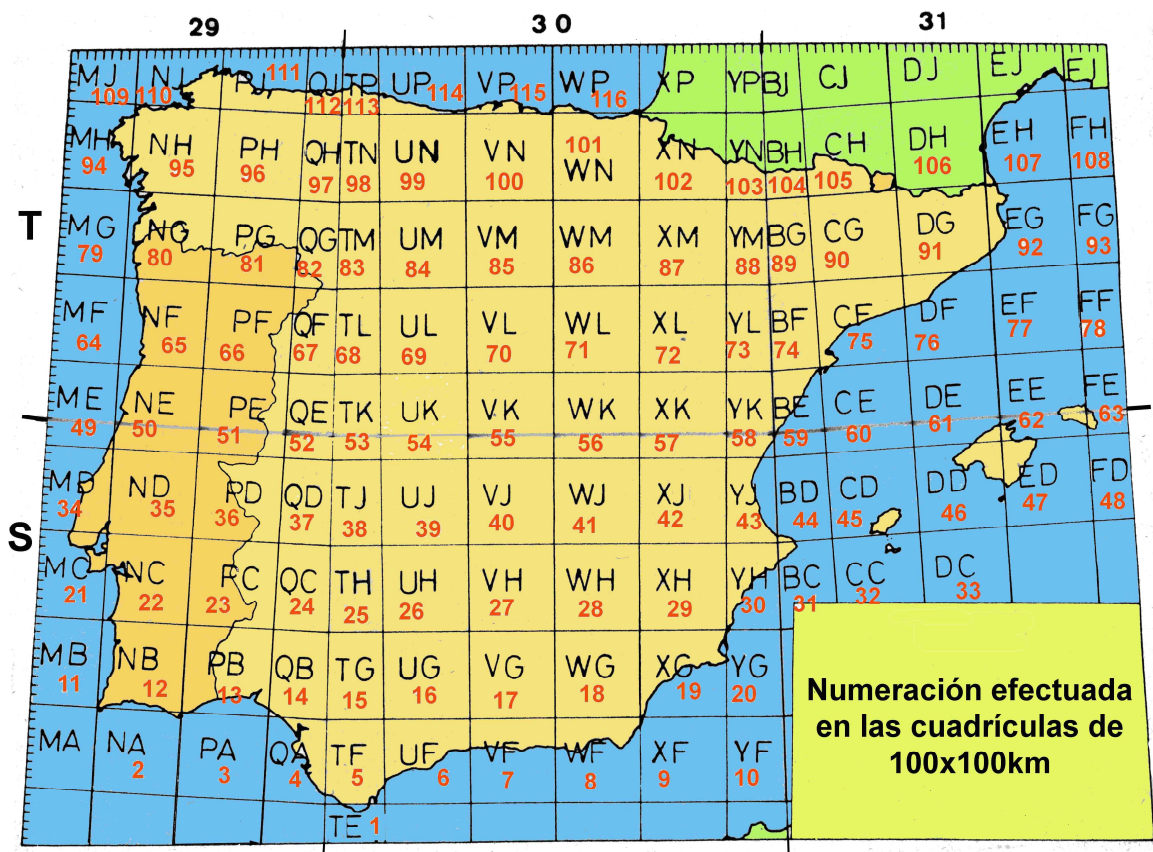 29 30 31
MJ NJ PJ 111 QJ TP UP 114 VP 115 WP XP YP BJ CJ DJ EJ FJ
109 110 112 113 116
MH NH PH QH TN UN VN 101 XN YN BH CH DH EH FH
WN
94 95 96 97 98 99 100 102 103 104 105 106 107 108
T
MG NG PG QG TM UM VM WM XM YM BG CG DG EG FG
79 80 81 82 83 84 85 86 87 88 89 90 91 92 93
MF NF PF QF TL UL VL WL XL YL BF CF DF EF FF
64 65 66 67 68 69 70 71 72 73 74 75 76 77 78
ME NE PE QE TK UK VK WK XK YK BE CE DE EE FE
49 50 51 52 53 54 55 56 57 58 59 60 61 62 63
MD ND PD QD TJ UJ VJ WJ XJ YJ BD CD DD ED FD
34 35 36 37 38 39 40 41 42 43 44 45 46 47 48
S
MC NC PC QC TH UH VH WH XH YH BC CC DC
21 22 23 24 25 26 27 28 29 30 31 32 33
MB NB PB QB TG UG VG WG XG YG
11 12 13 14 15 16 17 18 19 20
MA NA PA QA TF UF VF WF XF YF
2 3 4 5 6 7 8 9 10
TE 1
Numeración efectuada
en las cuadrículas de
100x100km